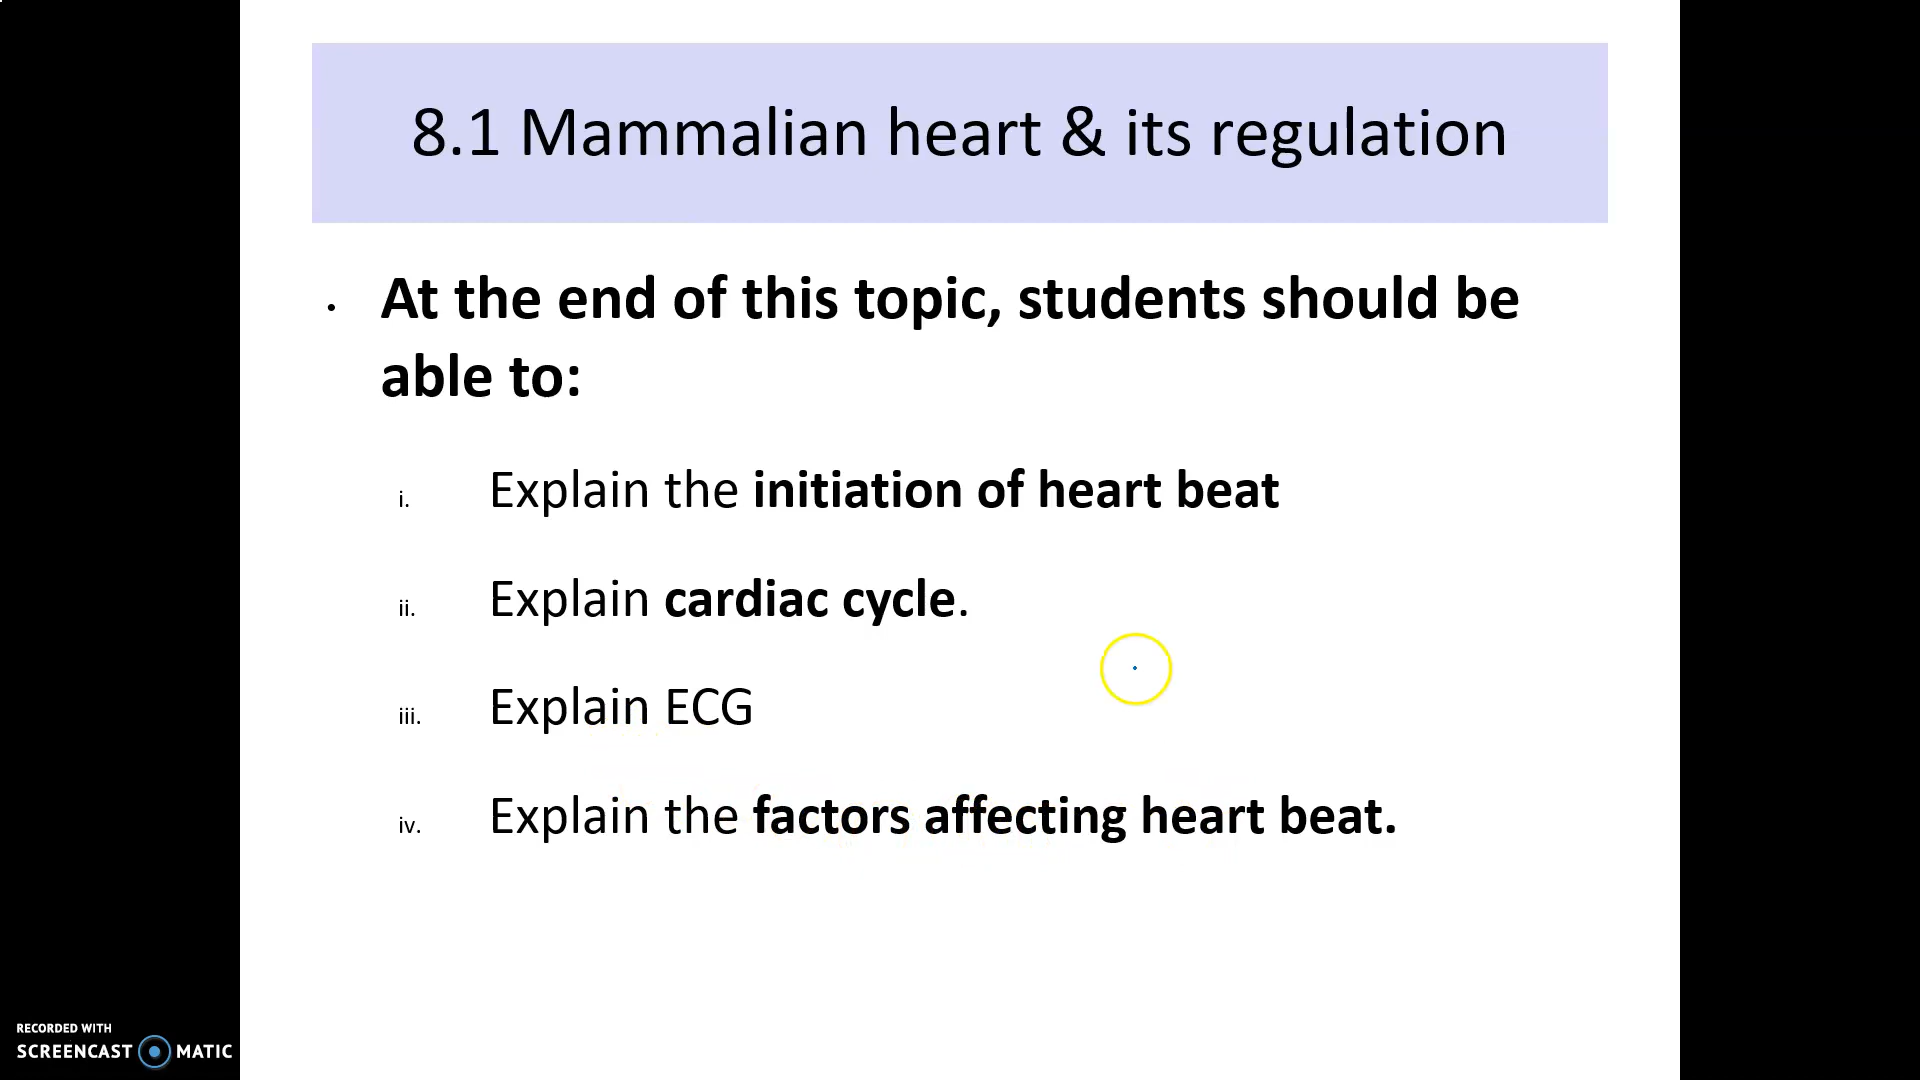 8.1 Mammalian heart & its regulation
• At the end of this topic, students should be
able to:
i. Explain the initiation of heart beat
ii. Explain cardiac cycle.
iii. Explain ECG
iv. Explain the factors affecting heart beat.
RECORDED WITH
SCREENCAST MATIC